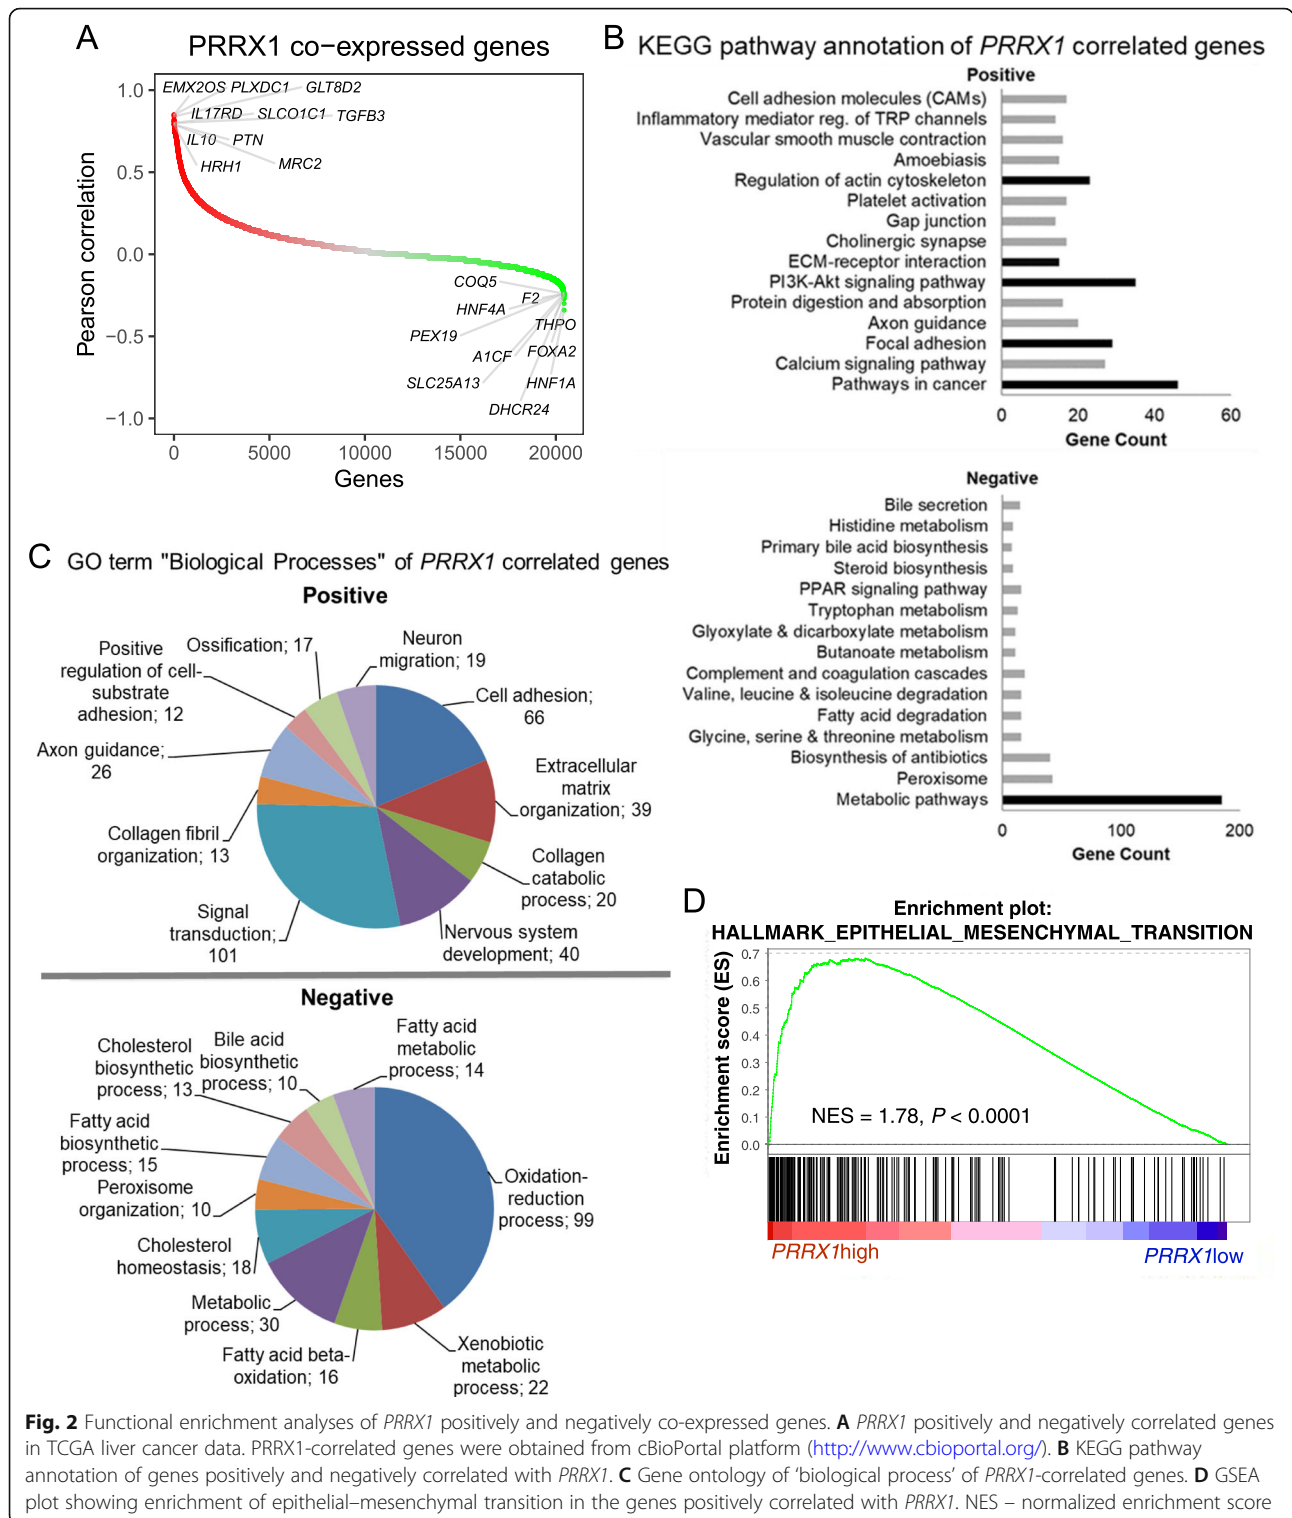 A
PRRX1 co−expressed genes
EMX2OS PLXDC1 GLT8D2
IL17RD SLCO1C1 TGFB3
IL10 PTN
HRH1 MRC2
COQ5
F2
HNF4A
THPO
PEX19
A1CF FOXA2
SLC25A13 HNF1A
DHCR24
Pearson correlation
1.0
0.5
0.0
−0.5
−1.0
0 5000 10000 15000 20000
Genes
B
KEGG pathway annotation of PRRX1 correlated genes
Positive
Cell adhesion molecules (CAMs)
Inflammatory mediator reg. of TRP channels
Vascular smooth muscle contraction
Amoebiasis
Regulation of actin cytoskeleton
Platelet activation
Gap junction
Cholinergic synapse
ECM-receptor interaction
PI3K-Akt signaling pathway
Protein digestion and absorption
Axon guidance
Focal adhesion
Calcium signaling pathway
Pathways in cancer
0 20 40 60
Gene Count
Negative
Bile secretion
Histidine metabolism
Primary bile acid biosynthesis
Steroid biosynthesis
PPAR signaling pathway
Tryptophan metabolism
Glyoxylate & dicarboxylate metabolism
Butanoate metabolism
Complement and coagulation cascades
Valine, leucine & isoleucine degradation
Fatty acid degradation
Glycine, serine & threonine metabolism
Biosynthesis of antibiotics
Peroxisome
Metabolic pathways
0 100 200
Gene Count
C
GO term "Biological Processes" of PRRX1 correlated genes
Positive
Neuron
migration; 19
Cell adhesion;
66
Extracellular
matrix
organization; 39
Collagen
catabolic
process; 20
Nervous system
development; 40
Signal
transduction;
101
Collagen fibril
organization; 13
Axon guidance;
26
Positive
regulation of cell-
substrate
adhesion; 12
Ossification; 17
Negative
Fatty acid
metabolic
process; 14
Oxidation-
reduction
process; 99
Xenobiotic
metabolic
process; 22
Fatty acid beta-
oxidation; 16
Metabolic
process; 30
Cholesterol
homeostasis; 18
Peroxisome
organization; 10
Fatty acid
biosynthetic
process; 15
Cholesterol
biosynthetic
process; 13
Bile acid
biosynthetic
process; 10
D
Enrichment plot:
HALLMARK_EPITHELIAL_MESENCHYMAL_TRANSITION
Enrichment score (ES)
0.7
0.6
0.5
0.4
0.3
0.2
0.1
0.0
NES = 1.78, P < 0.0001
PRRX1high
PRRX1low
Fig. 2 Functional enrichment analyses of PRRX1 positively and negatively co-expressed genes. A PRRX1 positively and negatively correlated genes
in TCGA liver cancer data. PRRX1-correlated genes were obtained from cBioPortal platform (http://www.cbioportal.org/). B KEGG pathway
annotation of genes positively and negatively correlated with PRRX1. C Gene ontology of ‘biological process’ of PRRX1-correlated genes. D GSEA
plot showing enrichment of epithelial–mesenchymal transition in the genes positively correlated with PRRX1. NES – normalized enrichment score